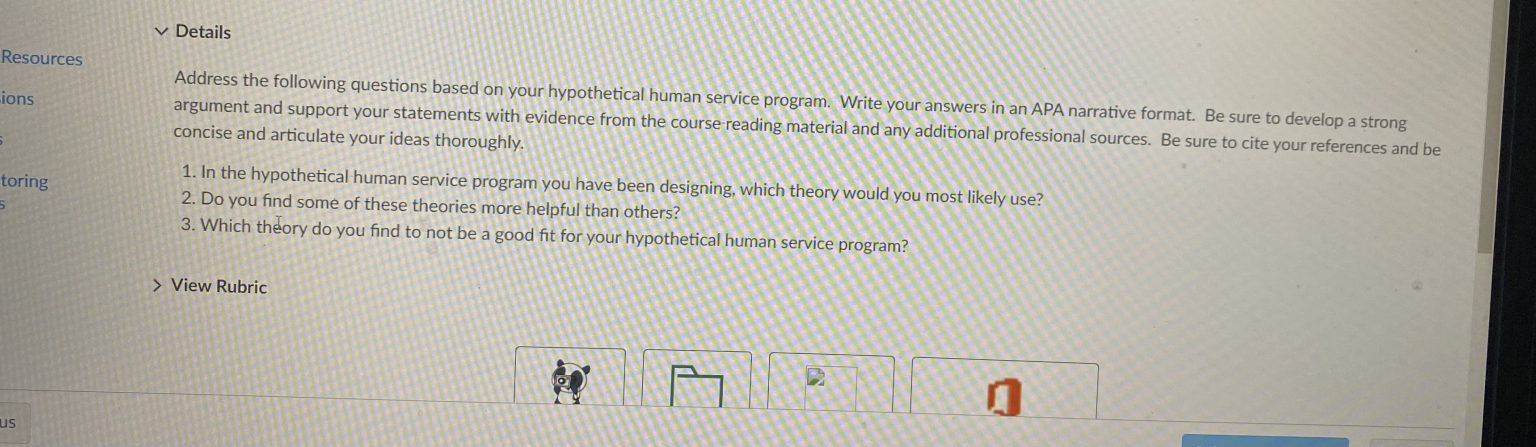 Details
Resources
Address the following questions based on your hypothetical human service program. Write your answers in an APA narrative format. Be sure to develop a strong
ions
argument and support your statements with evidence from the course reading material and any additional professional sources. Be sure to cite your references and be
s
concise and articulate your ideas thoroughly.
1. In the hypothetical human service program you have been designing, which theory would you most likely use?
toring
2. Do you find some of these theories more helpful than others?
s
3. Which theory do you find to not be a good fit for your hypothetical human service program?
View Rubric
us